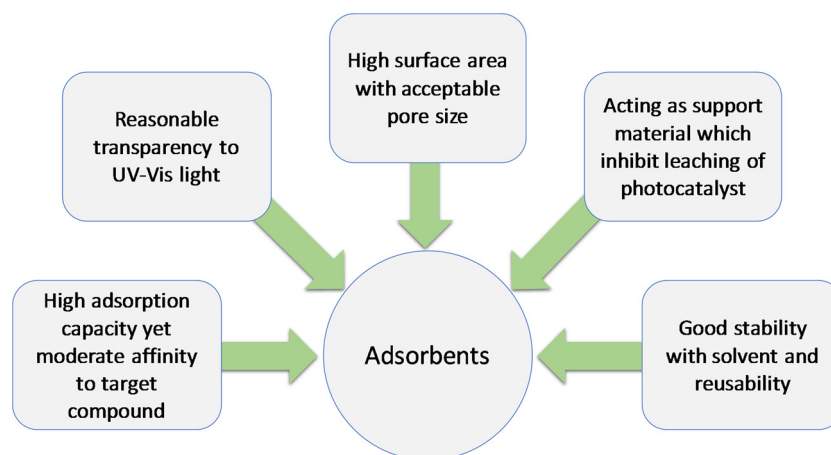 High surface area
with acceptable
pore size
Reasonable
transparency to
UV-Vis light
Acting as support
material which
inhibit leaching of
photocatalyst
High adsorption
capacity yet
moderate affinity
to target
compound
Adsorbents
Good stability
with solvent and
reusability